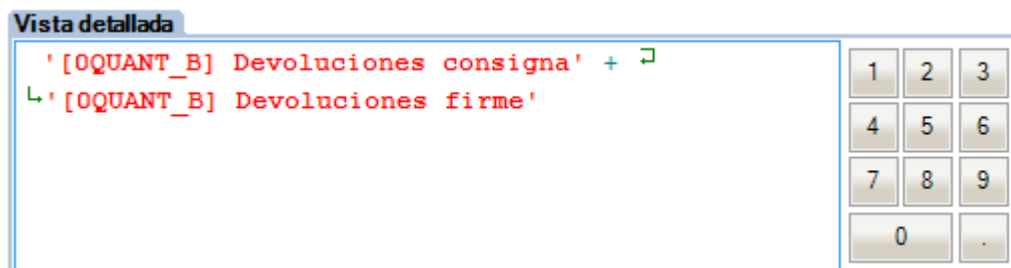 Vista detallada
'[0QUANT_B] Devoluciones consigna' +
'[0QUANT_B] Devoluciones firme'
1 2 3
4 5 6
7 8 9
0 .